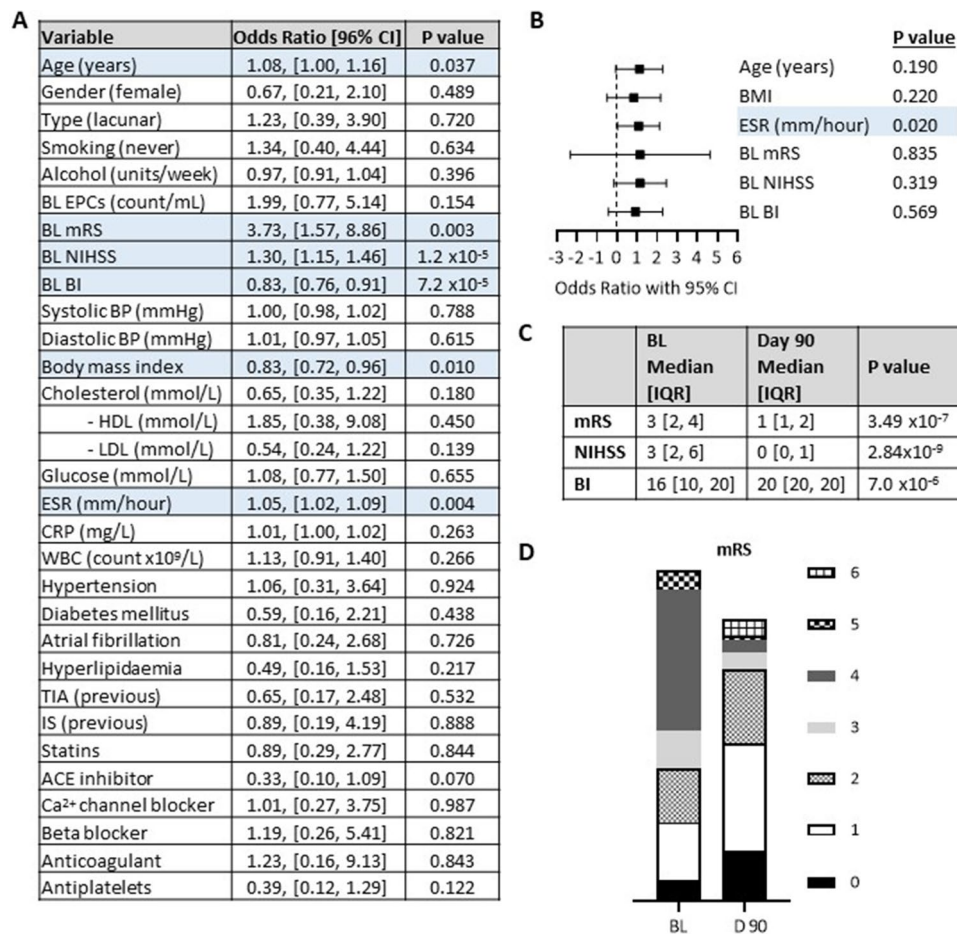 A
Variable Odds Ratio [96% CI] P value
Age (years) 1.08, [1.00, 1.16] 0.037
Gender (female) 0.67, [0.21, 2.10] 0.489
Type (lacunar) 1.23, [0.39, 3.90] 0.720
Smoking (never) 1.34, [0.40, 4.44] 0.634
Alcohol (units/week) 0.97, [0.91, 1.04] 0.396
BL EPCs (count/mL) 1.99, [0.77, 5.14] 0.154
BL mRS 3.73, [1.57, 8.86] 0.003
BL NIHSS 1.30, [1.15, 1.46] 1.2 x10⁻⁵
BL BI 0.83, [0.76, 0.91] 7.2 x10⁻⁵
Systolic BP (mmHg) 1.00, [0.98, 1.02] 0.788
Diastolic BP (mmHg) 1.01, [0.97, 1.05] 0.615
Body mass index 0.83, [0.72, 0.96] 0.010
Cholesterol (mmol/L) 0.65, [0.35, 1.22] 0.180
- HDL (mmol/L) 1.85, [0.38, 9.08] 0.450
- LDL (mmol/L) 0.54, [0.24, 1.22] 0.139
Glucose (mmol/L) 1.08, [0.77, 1.50] 0.655
ESR (mm/hour) 1.05, [1.02, 1.09] 0.004
CRP (mg/L) 1.01, [1.00, 1.02] 0.263
WBC (count x10⁹/L) 1.13, [0.91, 1.40] 0.266
Hypertension 1.06, [0.31, 3.64] 0.924
Diabetes mellitus 0.59, [0.16, 2.21] 0.438
Atrial fibrillation 0.81, [0.24, 2.68] 0.726
Hyperlipidaemia 0.49, [0.16, 1.53] 0.217
TIA (previous) 0.65, [0.17, 2.48] 0.532
IS (previous) 0.89, [0.19, 4.19] 0.888
Statins 0.89, [0.29, 2.77] 0.844
ACE inhibitor 0.33, [0.10, 1.09] 0.070
Ca²⁺ channel blocker 1.01, [0.27, 3.75] 0.987
Beta blocker 1.19, [0.26, 5.41] 0.821
Anticoagulant 1.23, [0.16, 9.13] 0.843
Antiplatelets 0.39, [0.12, 1.29] 0.122
B
P value
Age (years) 0.190
BMI 0.220
ESR (mm/hour) 0.020
BL mRS 0.835
BL NIHSS 0.319
BL BI 0.569
-3 -2 -1 0 1 2 3 4 5 6
Odds Ratio with 95% CI
C
BL Median [IQR] Day 90 Median [IQR] P value
mRS 3 [2, 4] 1 [1, 2] 3.49 x10⁻⁷
NIHSS 3 [2, 6] 0 [0, 1] 2.84x10⁻⁹
BI 16 [10, 20] 20 [20, 20] 7.0 x10⁻⁶
D
mRS
6
5
4
3
2
1
0
BL D 90